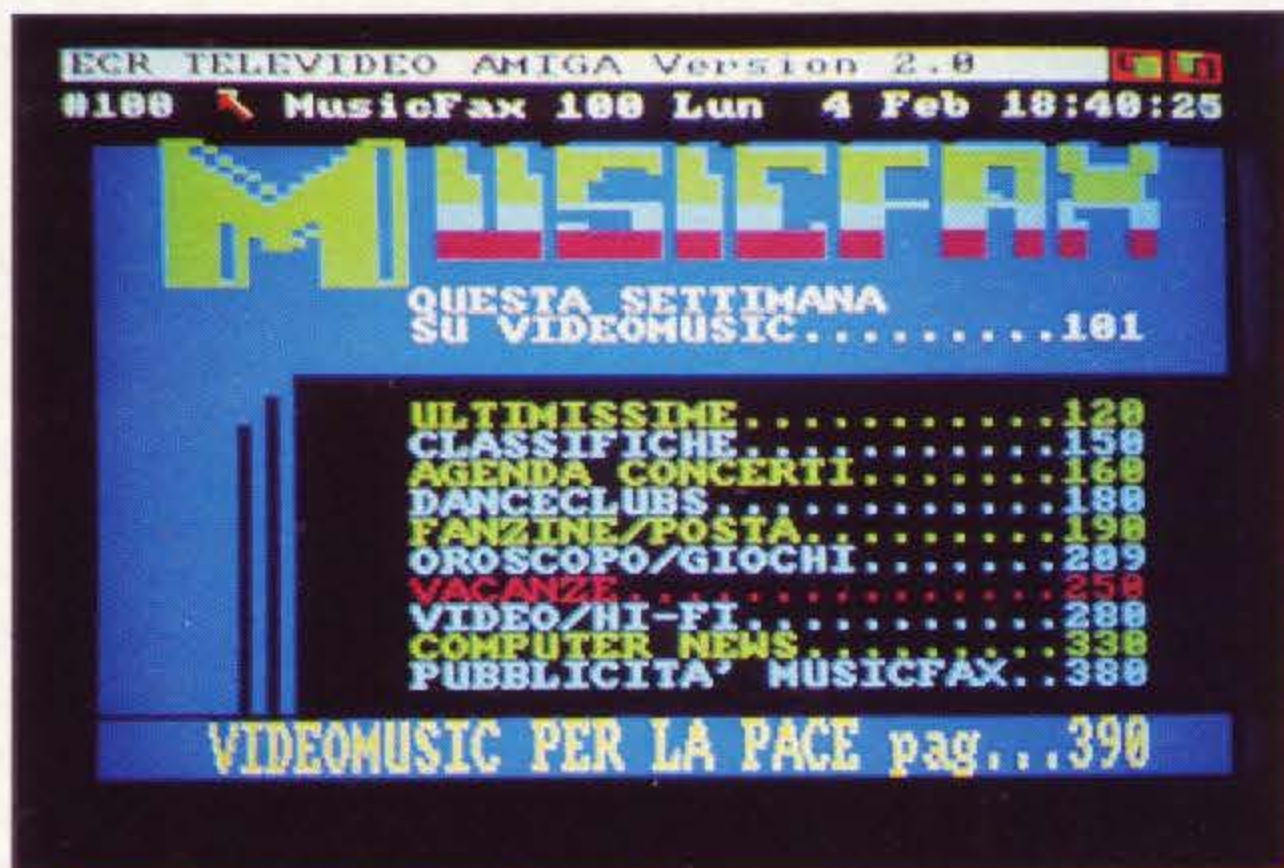 ECR TELEVIDEO AMIGA Version 2.0
#100 MusicFax 100 Lun 4 Feb 18:40:25
MUSICFAX
QUESTA SETTIMANA
SU VIDEOMUSIC.........101
ULTIMISSIME...........120
CLASSIFICHE...........150
AGENDA CONCERTI.......160
DANCECLUBS............180
FANZINE/POSTA.........190
OROSCOPO/GIOCHI.......209
VACANZE...............250
VIDEO/HI-FI...........280
COMPUTER NEWS.........330
PUBBLICITA' MUSICFAX..380
VIDEOMUSIC PER LA PACE pag...390